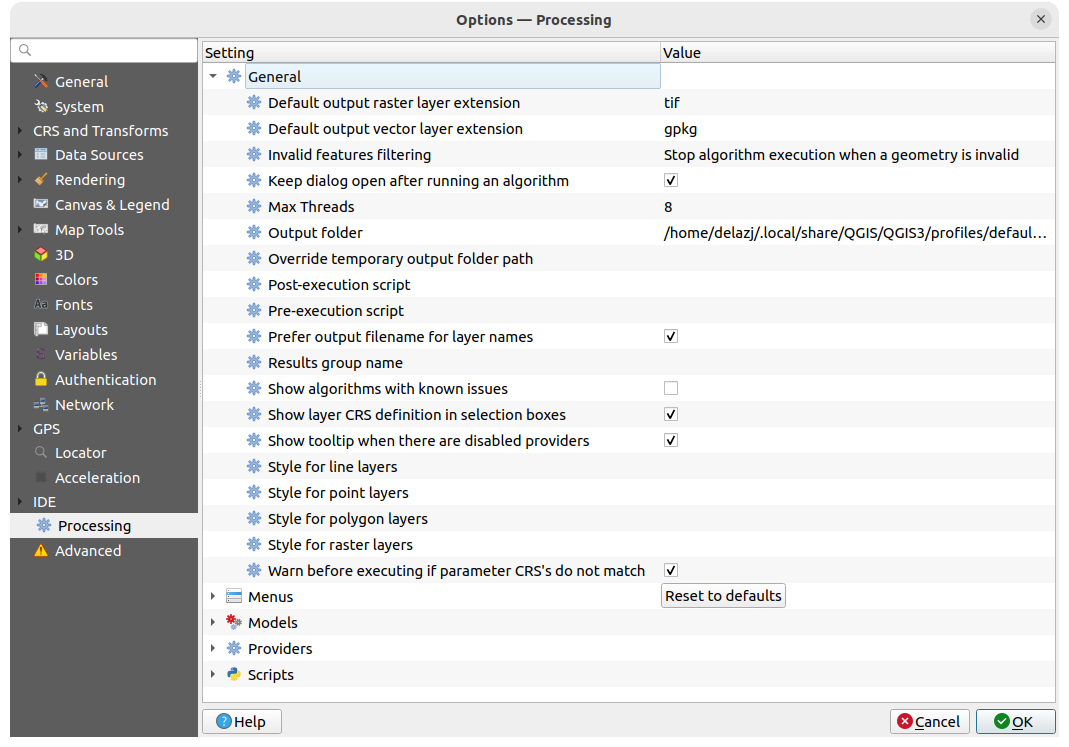 Options — Processing
General
System
CRS and Transforms
Data Sources
Rendering
Canvas & Legend
Map Tools
3D
Colors
Aa Fonts
Layouts
Variables
Authentication
Network
GPS
Locator
Acceleration
IDE
Processing
Advanced
Setting Value
General
Default output raster layer extension tif
Default output vector layer extension gpkg
Invalid features filtering Stop algorithm execution when a geometry is invalid
Keep dialog open after running an algorithm
Max Threads 8
Output folder /home/delazj/.local/share/QGIS/QGIS3/profiles/defaul...
Override temporary output folder path
Post-execution script
Pre-execution script
Prefer output filename for layer names
Results group name
Show algorithms with known issues
Show layer CRS definition in selection boxes
Show tooltip when there are disabled providers
Style for line layers
Style for point layers
Style for polygon layers
Style for raster layers
Warn before executing if parameter CRS's do not match
Menus Reset to defaults
Models
Providers
Scripts
Help Cancel OK